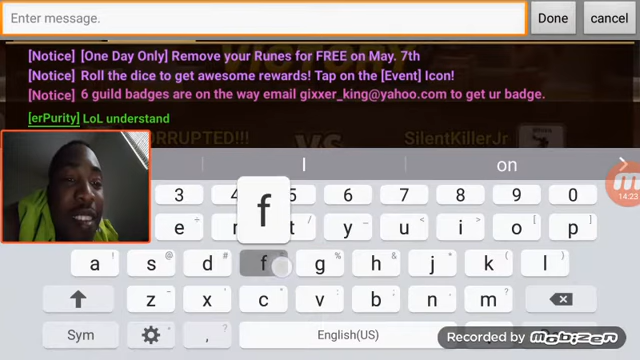 Enter message.
Done
cancel
[Notice] [One Day Only] Remove your Runes for FREE on May. 7th
[Notice] Roll the dice to get awesome rewards! Tap on the [Event] Icon!
[Notice] 6 guild badges are on the way email gixxer_king@yahoo.com to get ur badge.
[erPurity] LoL understand
ORRUPTED!!!
VS
SilentKillerJr
I
on
3 4 5 6 7 8 9 0
14:23
e r t y u i o p
f
a s d f g h j k l
z x c v b n m
Sym , English(US)
Recorded by mobizen